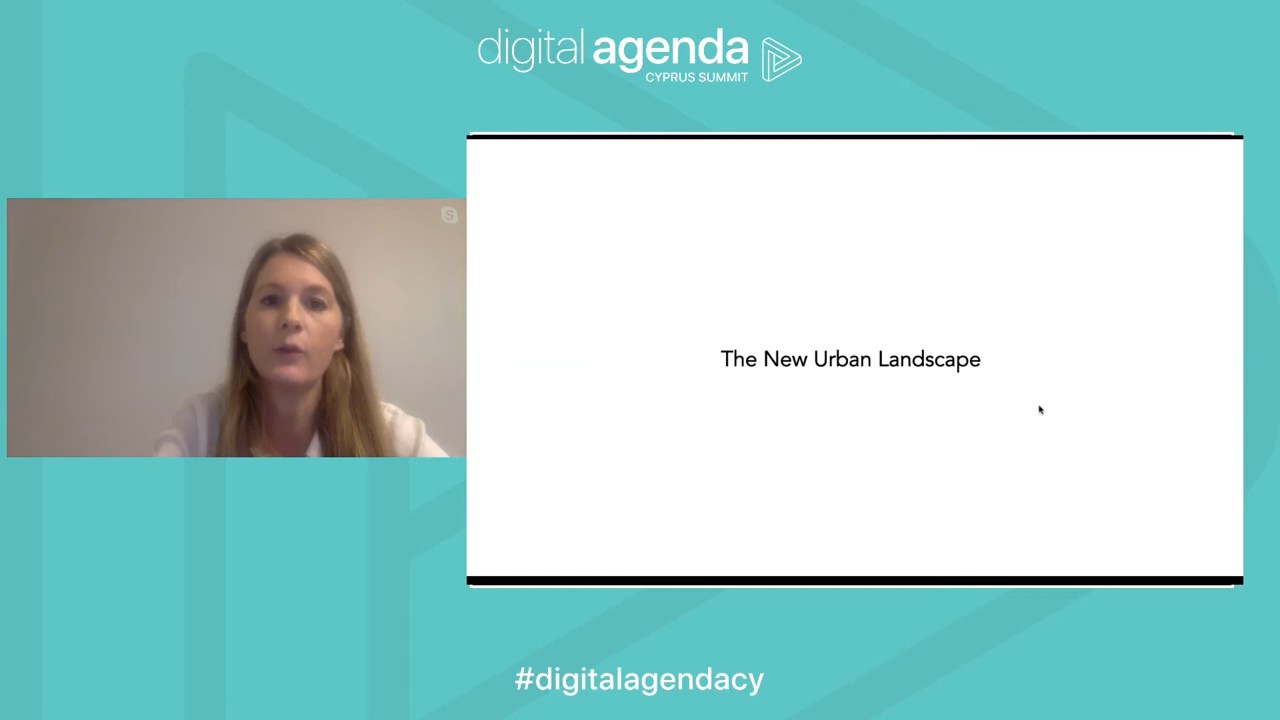 digital agenda
CYPRUS SUMMIT
The New Urban Landscape
#digitalagendacy